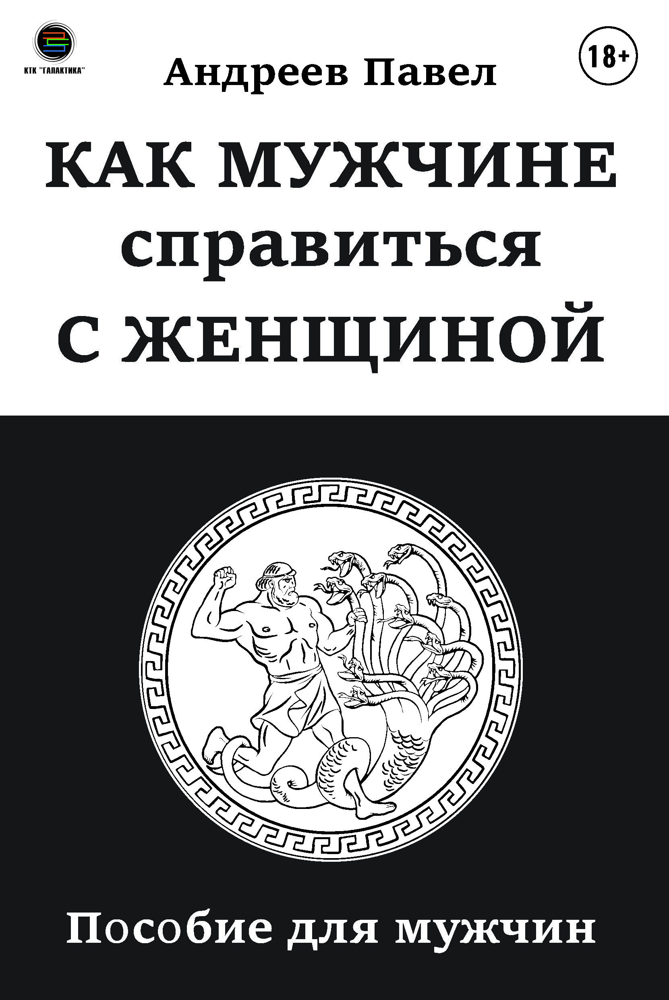 КТК "ГАЛАКТИКА"
18+
Андреев Павел
КАК МУЖЧИНЕ
справиться
С ЖЕНЩИНОЙ
Пособие для мужчин